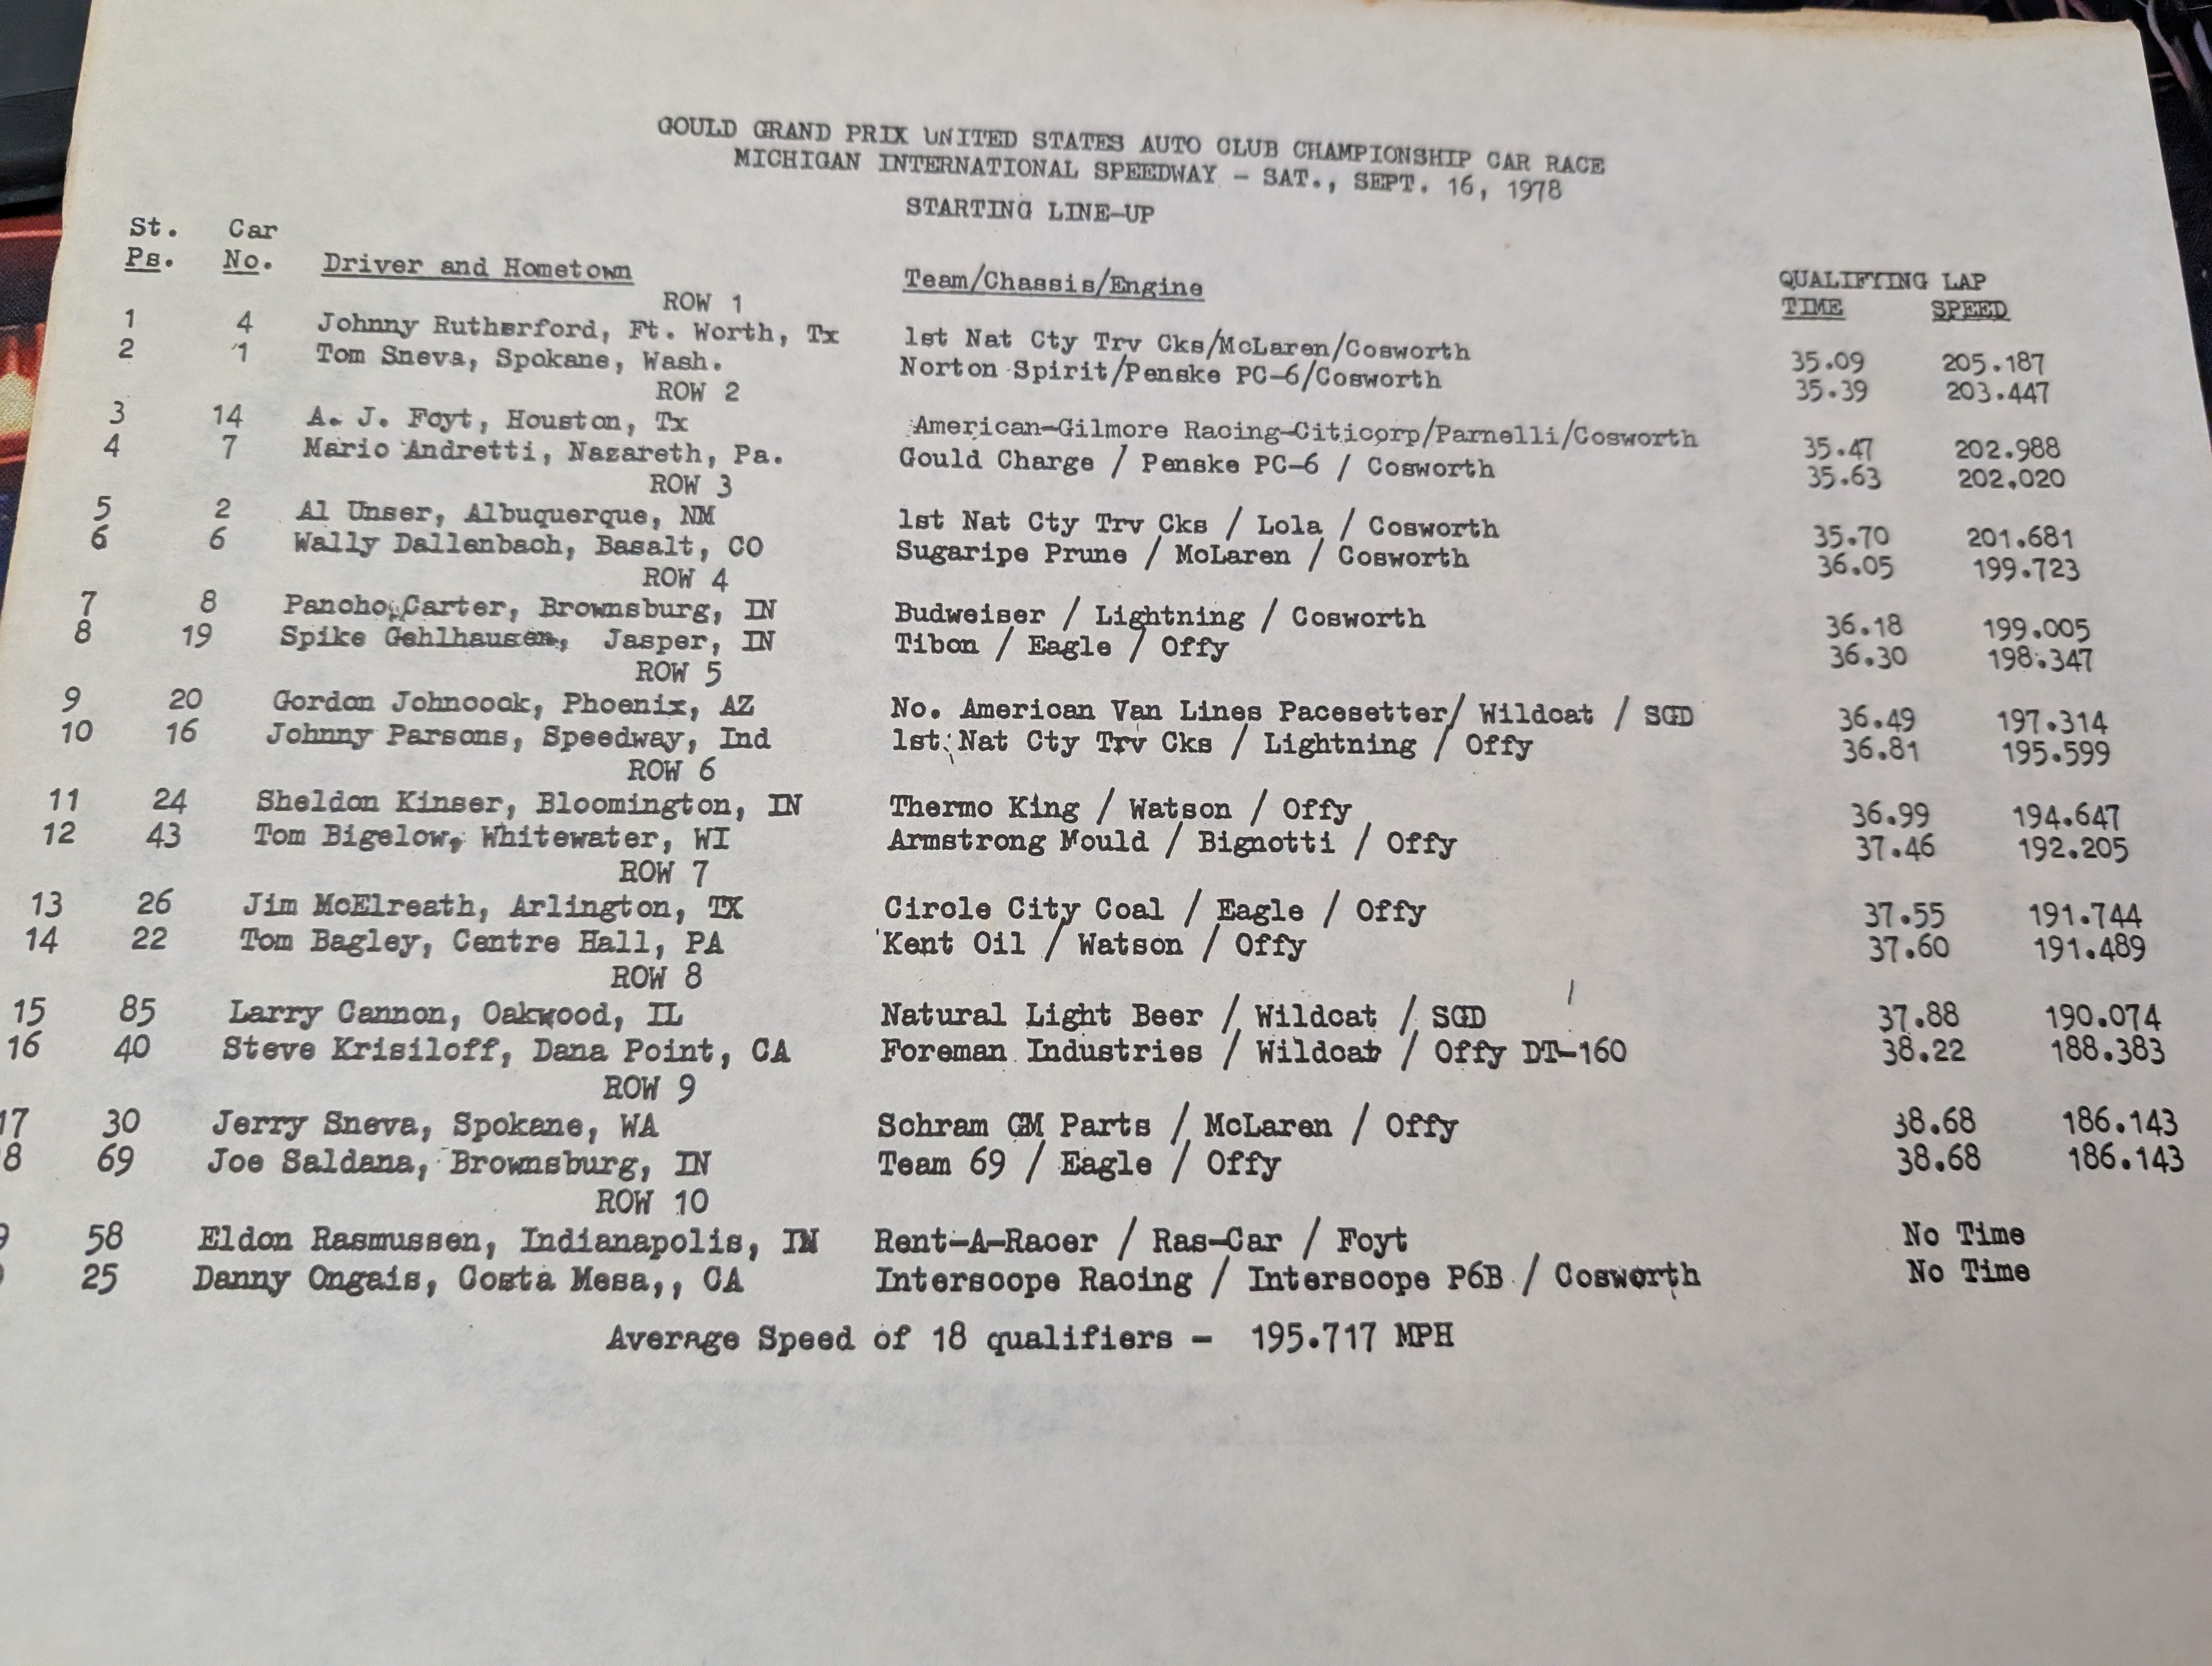 GOULD GRAND PRIX UNITED STATES AUTO CLUB CHAMPIONSHIP CAR RACE
MICHIGAN INTERNATIONAL SPEEDWAY - SAT., SEPT. 16, 1978
STARTING LINE-UP
St. Car
Ps. No. Driver and Hometown Team/Chassis/Engine QUALIFYING LAP
TIME SPEED
ROW 1
1 4 Johnny Rutherford, Ft. Worth, Tx 1st Nat Cty Trv Cks/McLaren/Cosworth 35.09 205.187
2 1 Tom Sneva, Spokane, Wash. Norton Spirit/Penske PC-6/Cosworth 35.39 203.447
ROW 2
3 14 A. J. Foyt, Houston, Tx American-Gilmore Racing-Citicorp/Parnelli/Cosworth 35.47 202.988
4 7 Mario Andretti, Nazareth, Pa. Gould Charge / Penske PC-6 / Cosworth 35.63 202.020
ROW 3
5 2 Al Unser, Albuquerque, NM 1st Nat Cty Trv Cks / Lola / Cosworth 35.70 201.681
6 6 Wally Dallenbach, Basalt, CO Sugaripe Prune / McLaren / Cosworth 36.05 199.723
ROW 4
7 8 Pancho Carter, Brownsburg, IN Budweiser / Lightning / Cosworth 36.18 199.005
8 19 Spike Gehlhausen, Jasper, IN Tibon / Eagle / Offy 36.30 198.347
ROW 5
9 20 Gordon Johncock, Phoenix, AZ No. American Van Lines Pacesetter/ Wildcat / SGD 36.49 197.314
10 16 Johnny Parsons, Speedway, Ind 1st Nat Cty Trv Cks / Lightning / Offy 36.81 195.599
ROW 6
11 24 Sheldon Kinser, Bloomington, IN Thermo King / Watson / Offy 36.99 194.647
12 43 Tom Bigelow, Whitewater, WI Armstrong Mould / Bignotti / Offy 37.46 192.205
ROW 7
13 26 Jim McElreath, Arlington, TX Circle City Coal / Eagle / Offy 37.55 191.744
14 22 Tom Bagley, Centre Hall, PA Kent Oil / Watson / Offy 37.60 191.489
ROW 8
15 85 Larry Cannon, Oakwood, IL Natural Light Beer / Wildcat / SGD 37.88 190.074
16 40 Steve Krisiloff, Dana Point, CA Foreman Industries / Wildcat / Offy DT-160 38.22 188.383
ROW 9
17 30 Jerry Sneva, Spokane, WA Schram GM Parts / McLaren / Offy 38.68 186.143
8 69 Joe Saldana, Brownsburg, IN Team 69 / Eagle / Offy 38.68 186.143
ROW 10
58 Eldon Rasmussen, Indianapolis, IN Rent-A-Racer / Ras-Car / Foyt No Time
25 Danny Ongais, Costa Mesa,, CA Interscope Racing / Interscope P6B / Cosworth No Time
Average Speed of 18 qualifiers - 195.717 MPH